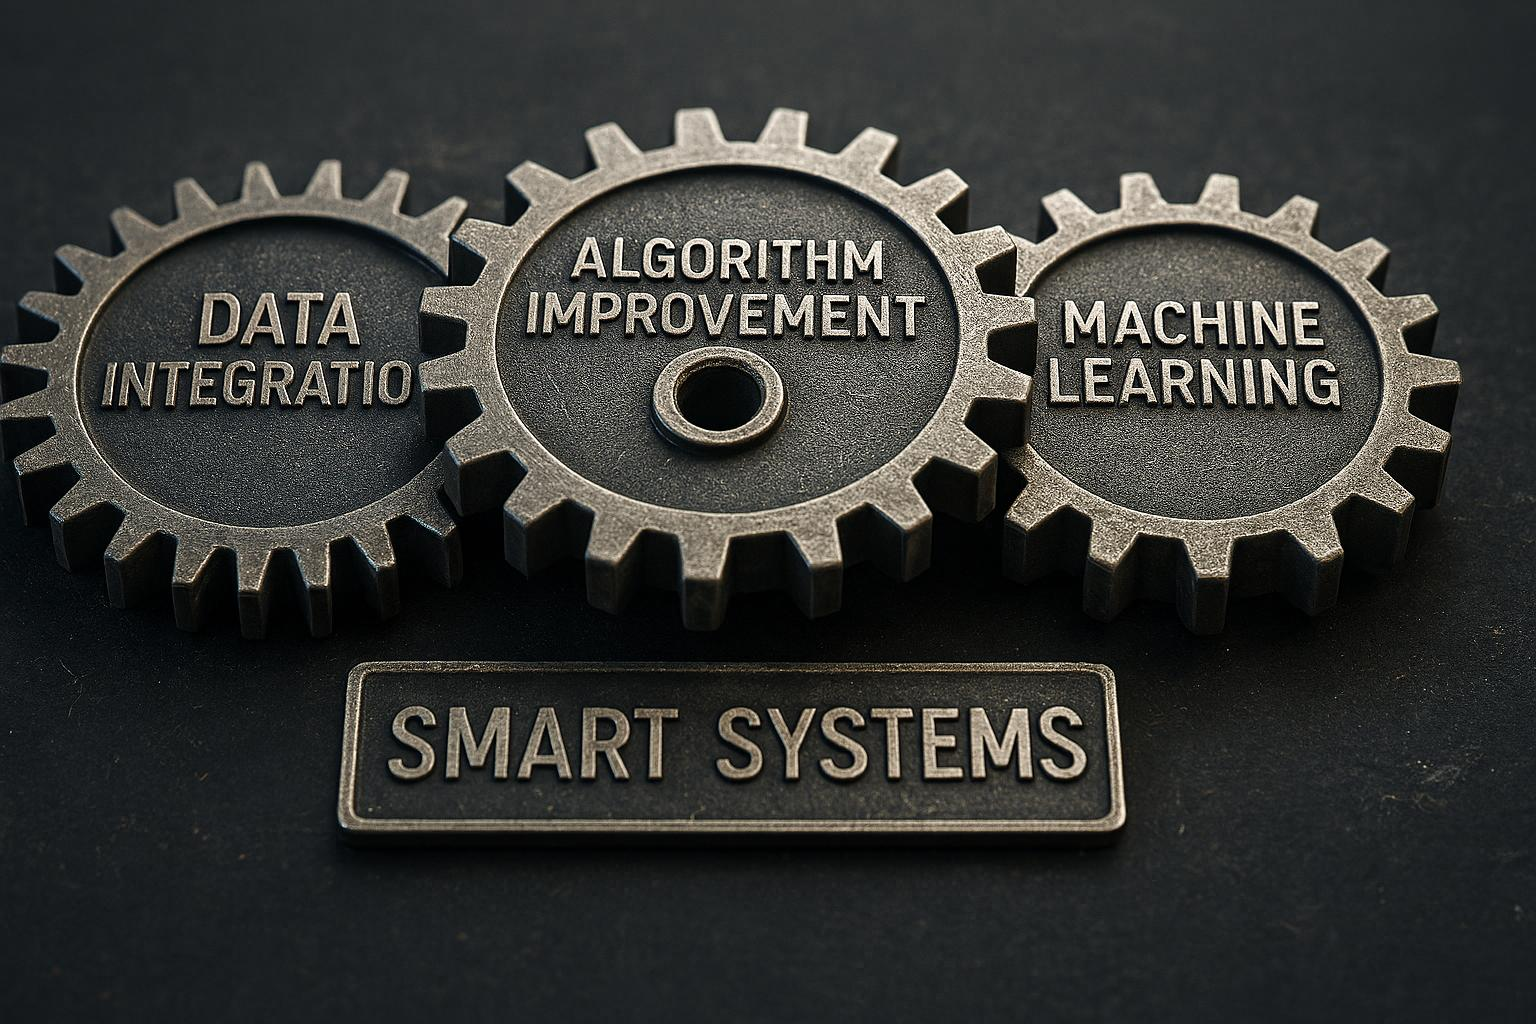 DATA
INTEGRATIO
ALGORITHM
IMPROVEMENT
MACHINE
LEARNING
SMART SYSTEMS